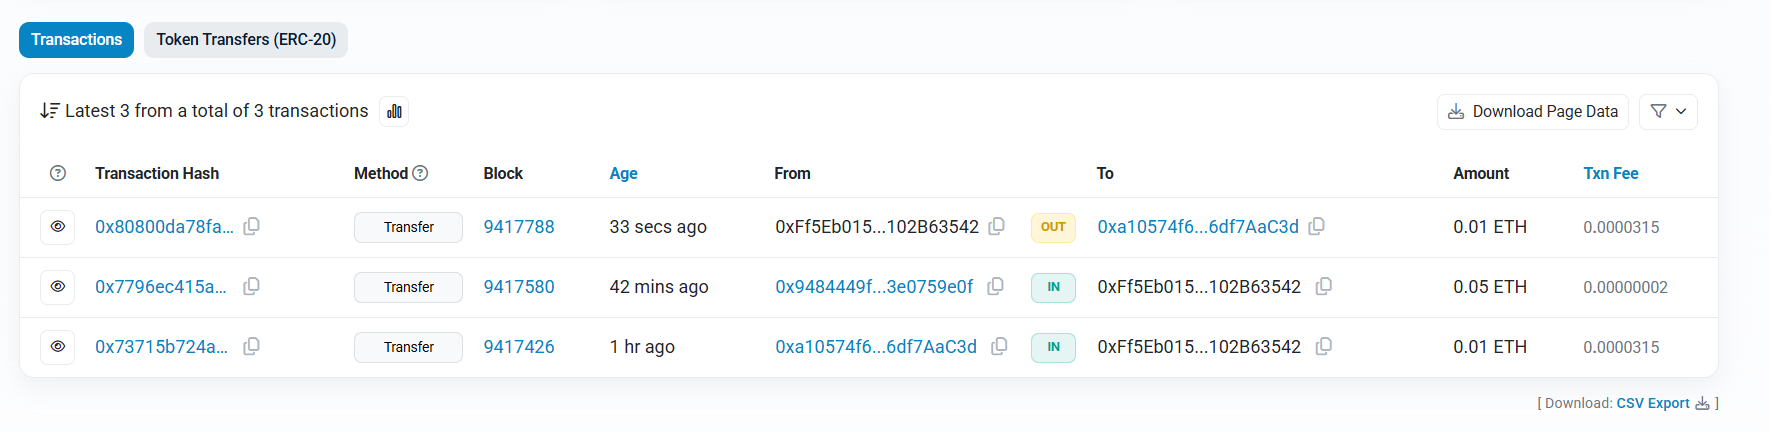 Transactions Token Transfers (ERC-20)
Latest 3 from a total of 3 transactions Download Page Data
Transaction Hash Method Block Age From To Amount Txn Fee
0x80800da78fa... Transfer 9417788 33 secs ago 0xFf5Eb015...102B63542 OUT 0xa10574f6...6df7AaC3d 0.01 ETH 0.0000315
0x7796ec415a... Transfer 9417580 42 mins ago 0x9484449f...3e0759e0f IN 0xFf5Eb015...102B63542 0.05 ETH 0.00000002
0x73715b724a... Transfer 9417426 1 hr ago 0xa10574f6...6df7AaC3d IN 0xFf5Eb015...102B63542 0.01 ETH 0.0000315
[ Download: CSV Export ]